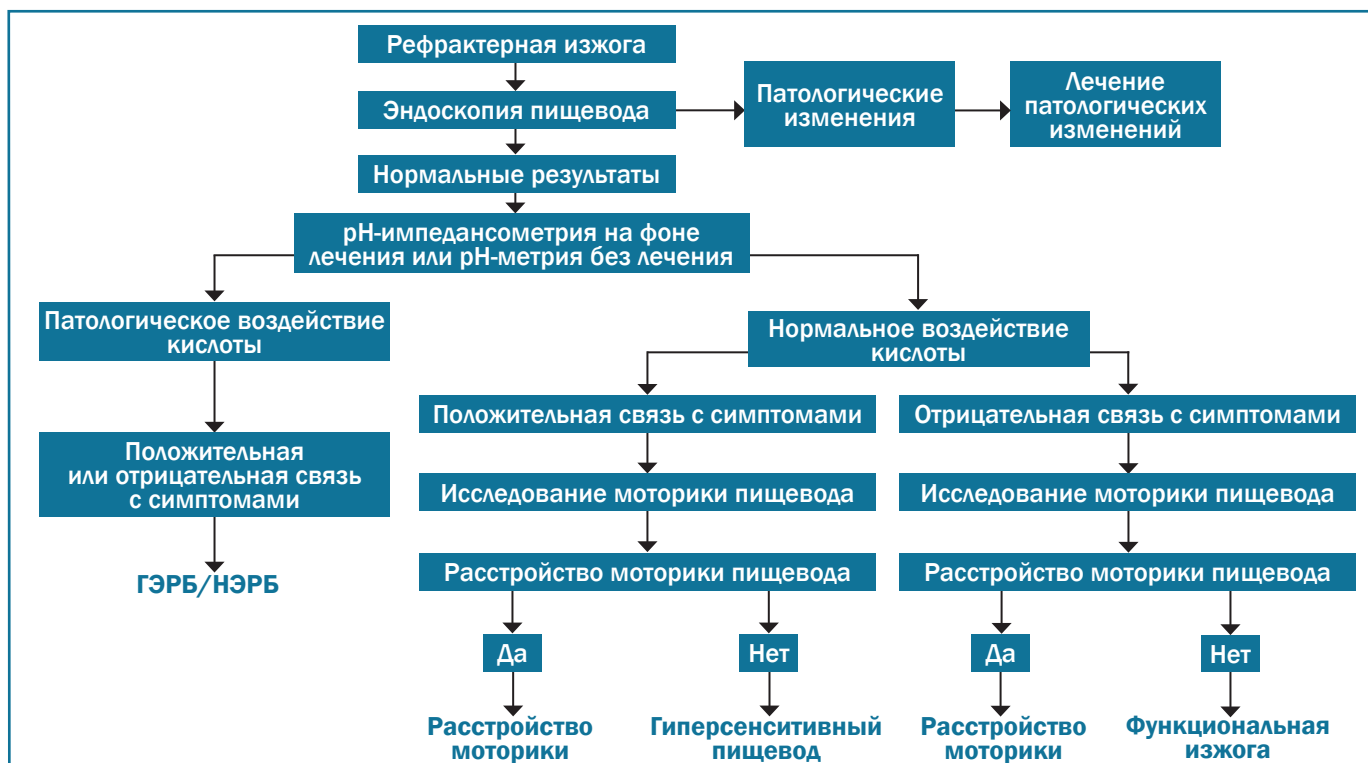 Рефрактерная изжога
Эндоскопия пищевода
Патологические
изменения
Лечение
патологических
изменений
Нормальные результаты
рН-импедансометрия на фоне
лечения или рН-метрия без лечения
Патологическое воздействие
кислоты
Нормальное воздействие
кислоты
Положительная
или отрицательная связь
с симптомами
ГЭРБ/НЭРБ
Положительная связь с симптомами
Отрицательная связь с симптомами
Исследование моторики пищевода
Исследование моторики пищевода
Расстройство моторики пищевода
Расстройство моторики пищевода
Да
Нет
Да
Нет
Расстройство
моторики
Гиперсенситивный
пищевод
Расстройство
моторики
Функциональная
изжога